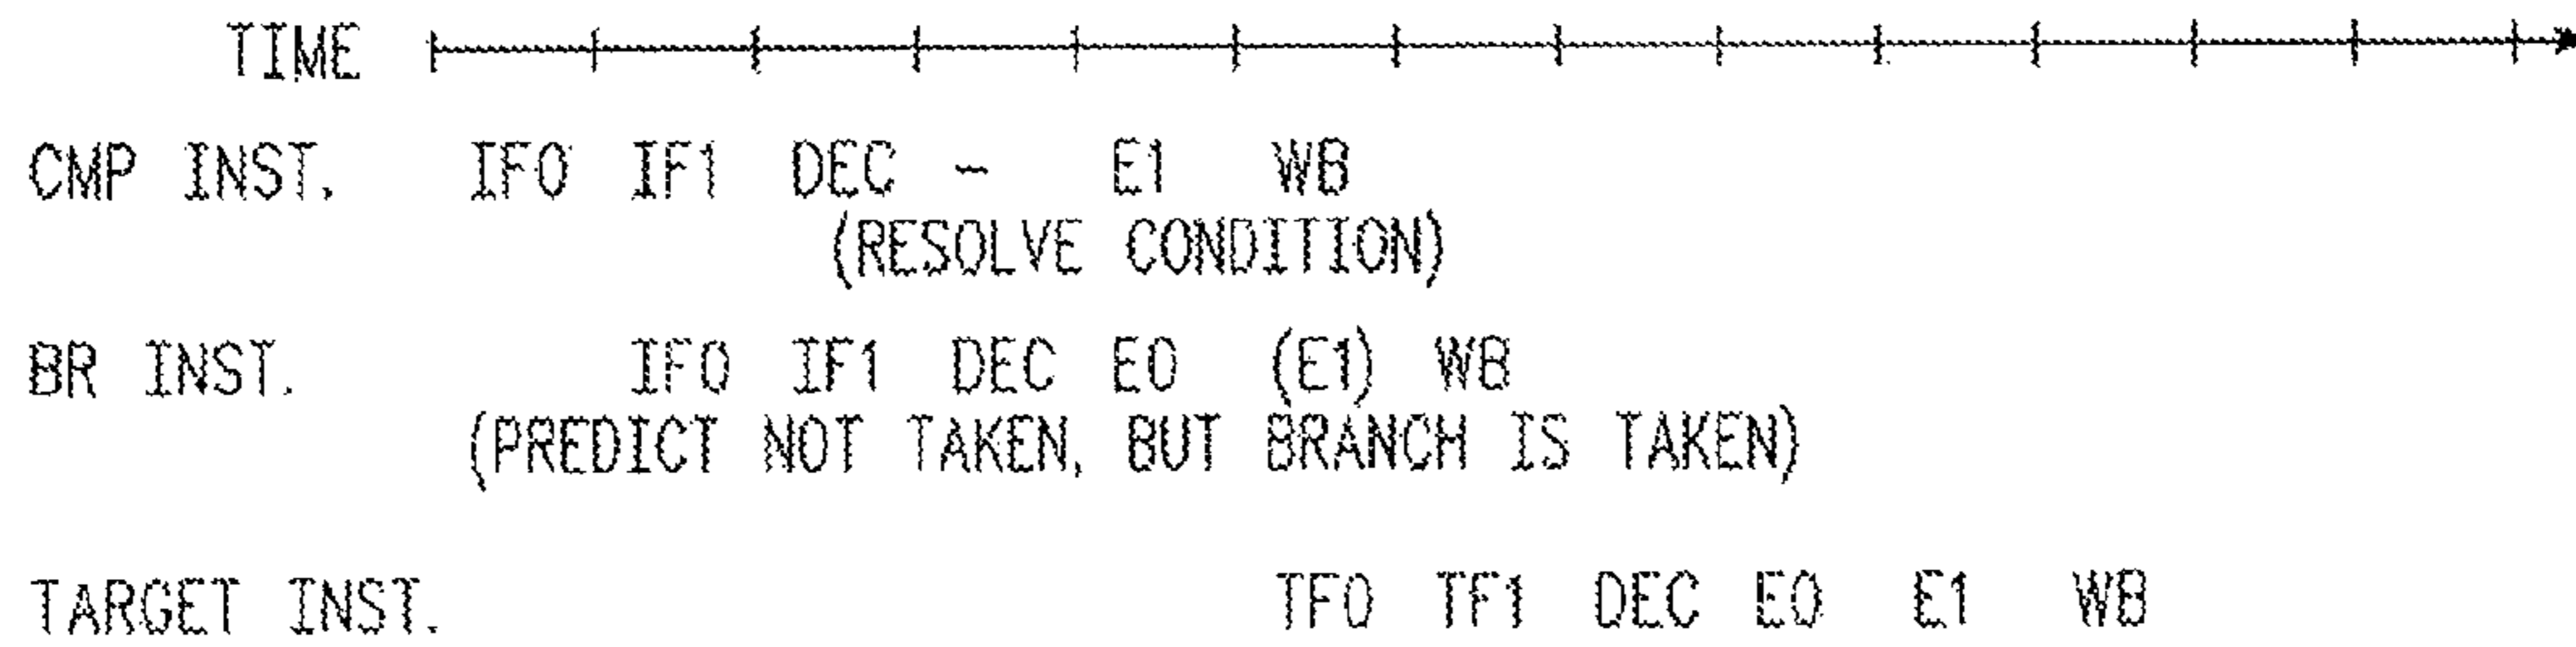 TIME
CMP INST. IF0 IF1 DEC - E1 WB
(RESOLVE CONDITION)
BR INST. IF0 IF1 DEC E0 (E1) WB
(PREDICT NOT TAKEN, BUT BRANCH IS TAKEN)
TARGET INST. TF0 TF1 DEC E0 E1 WB